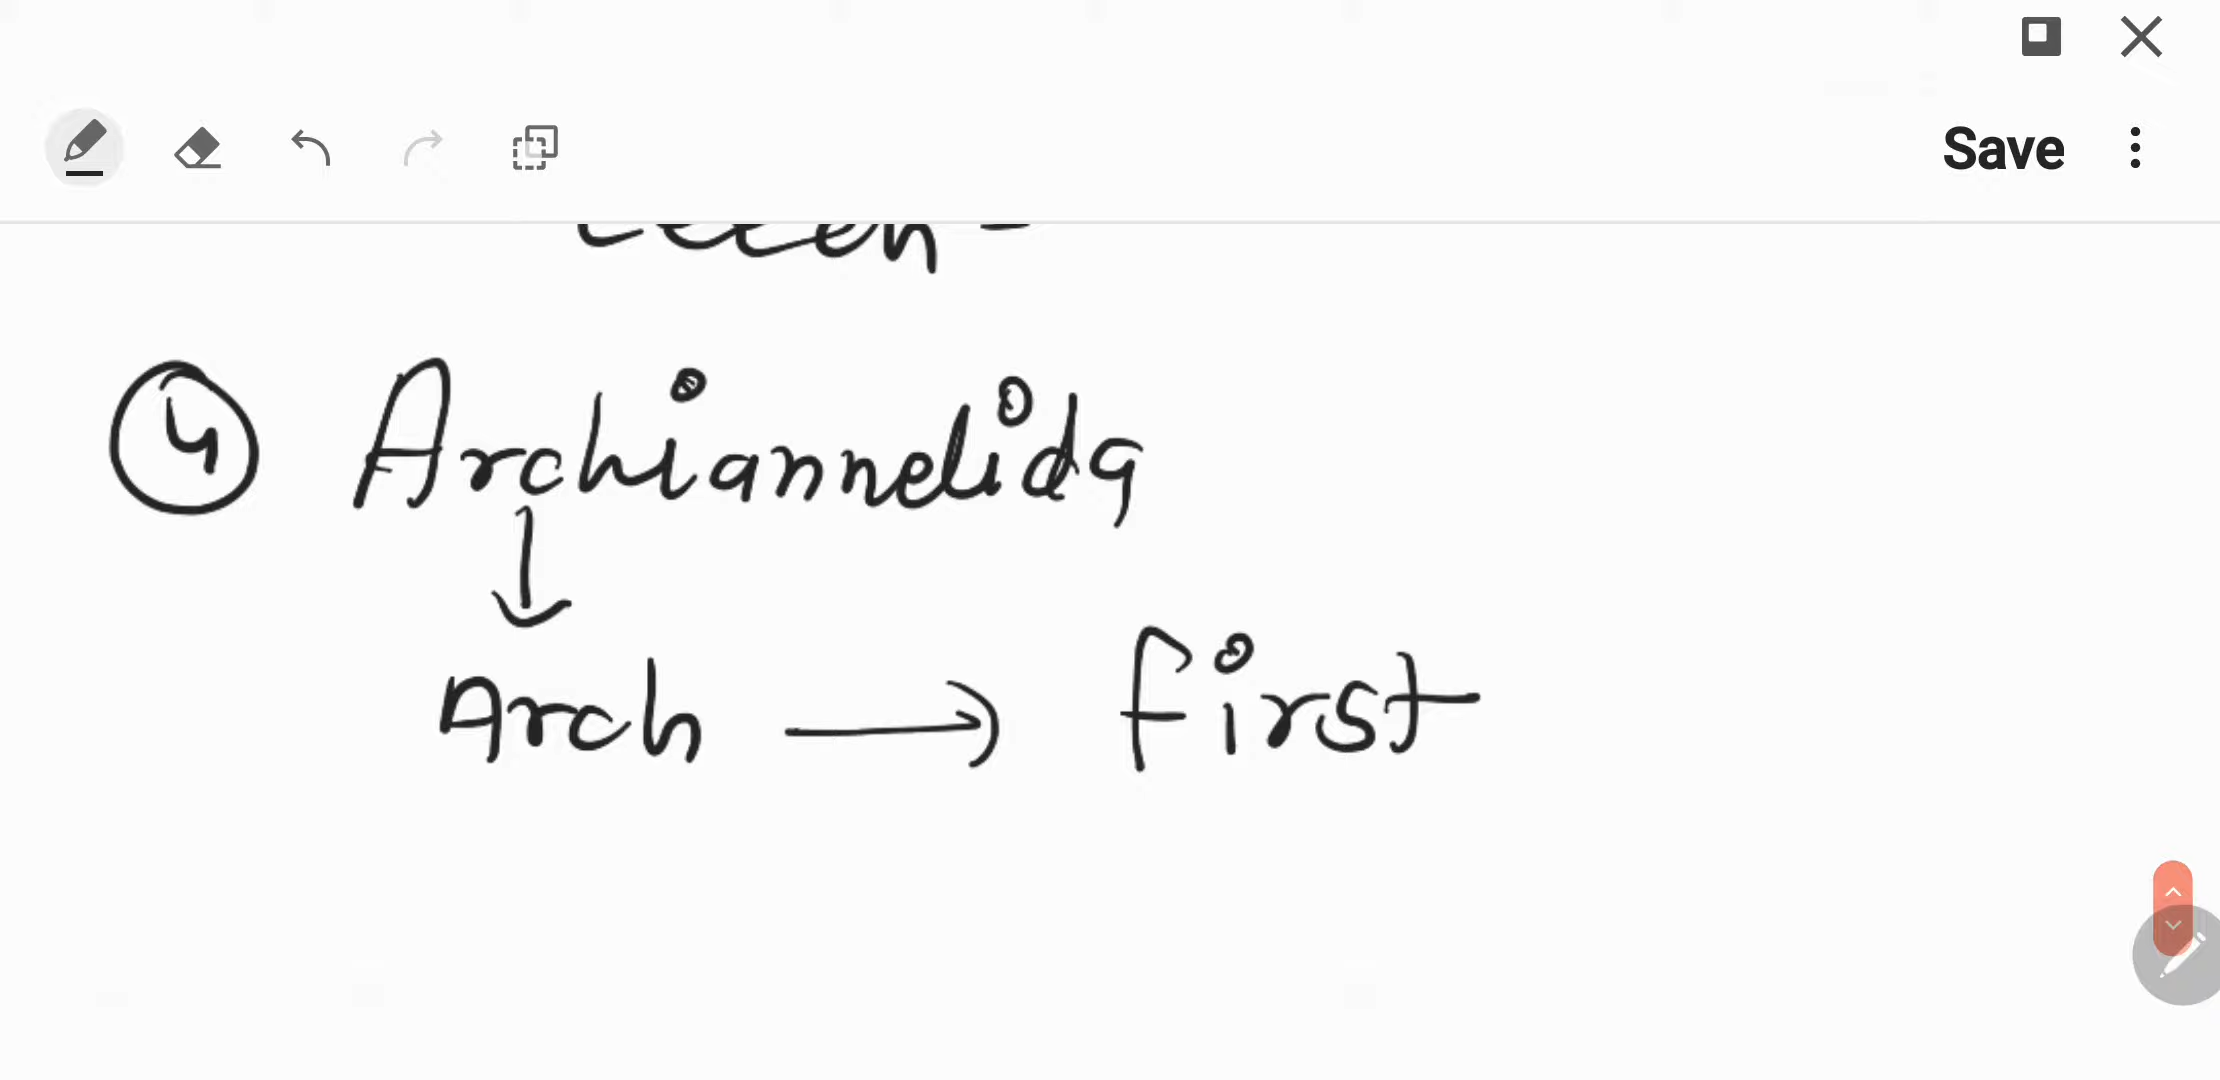 Save
④ Archiannelida
↓
Arch → first